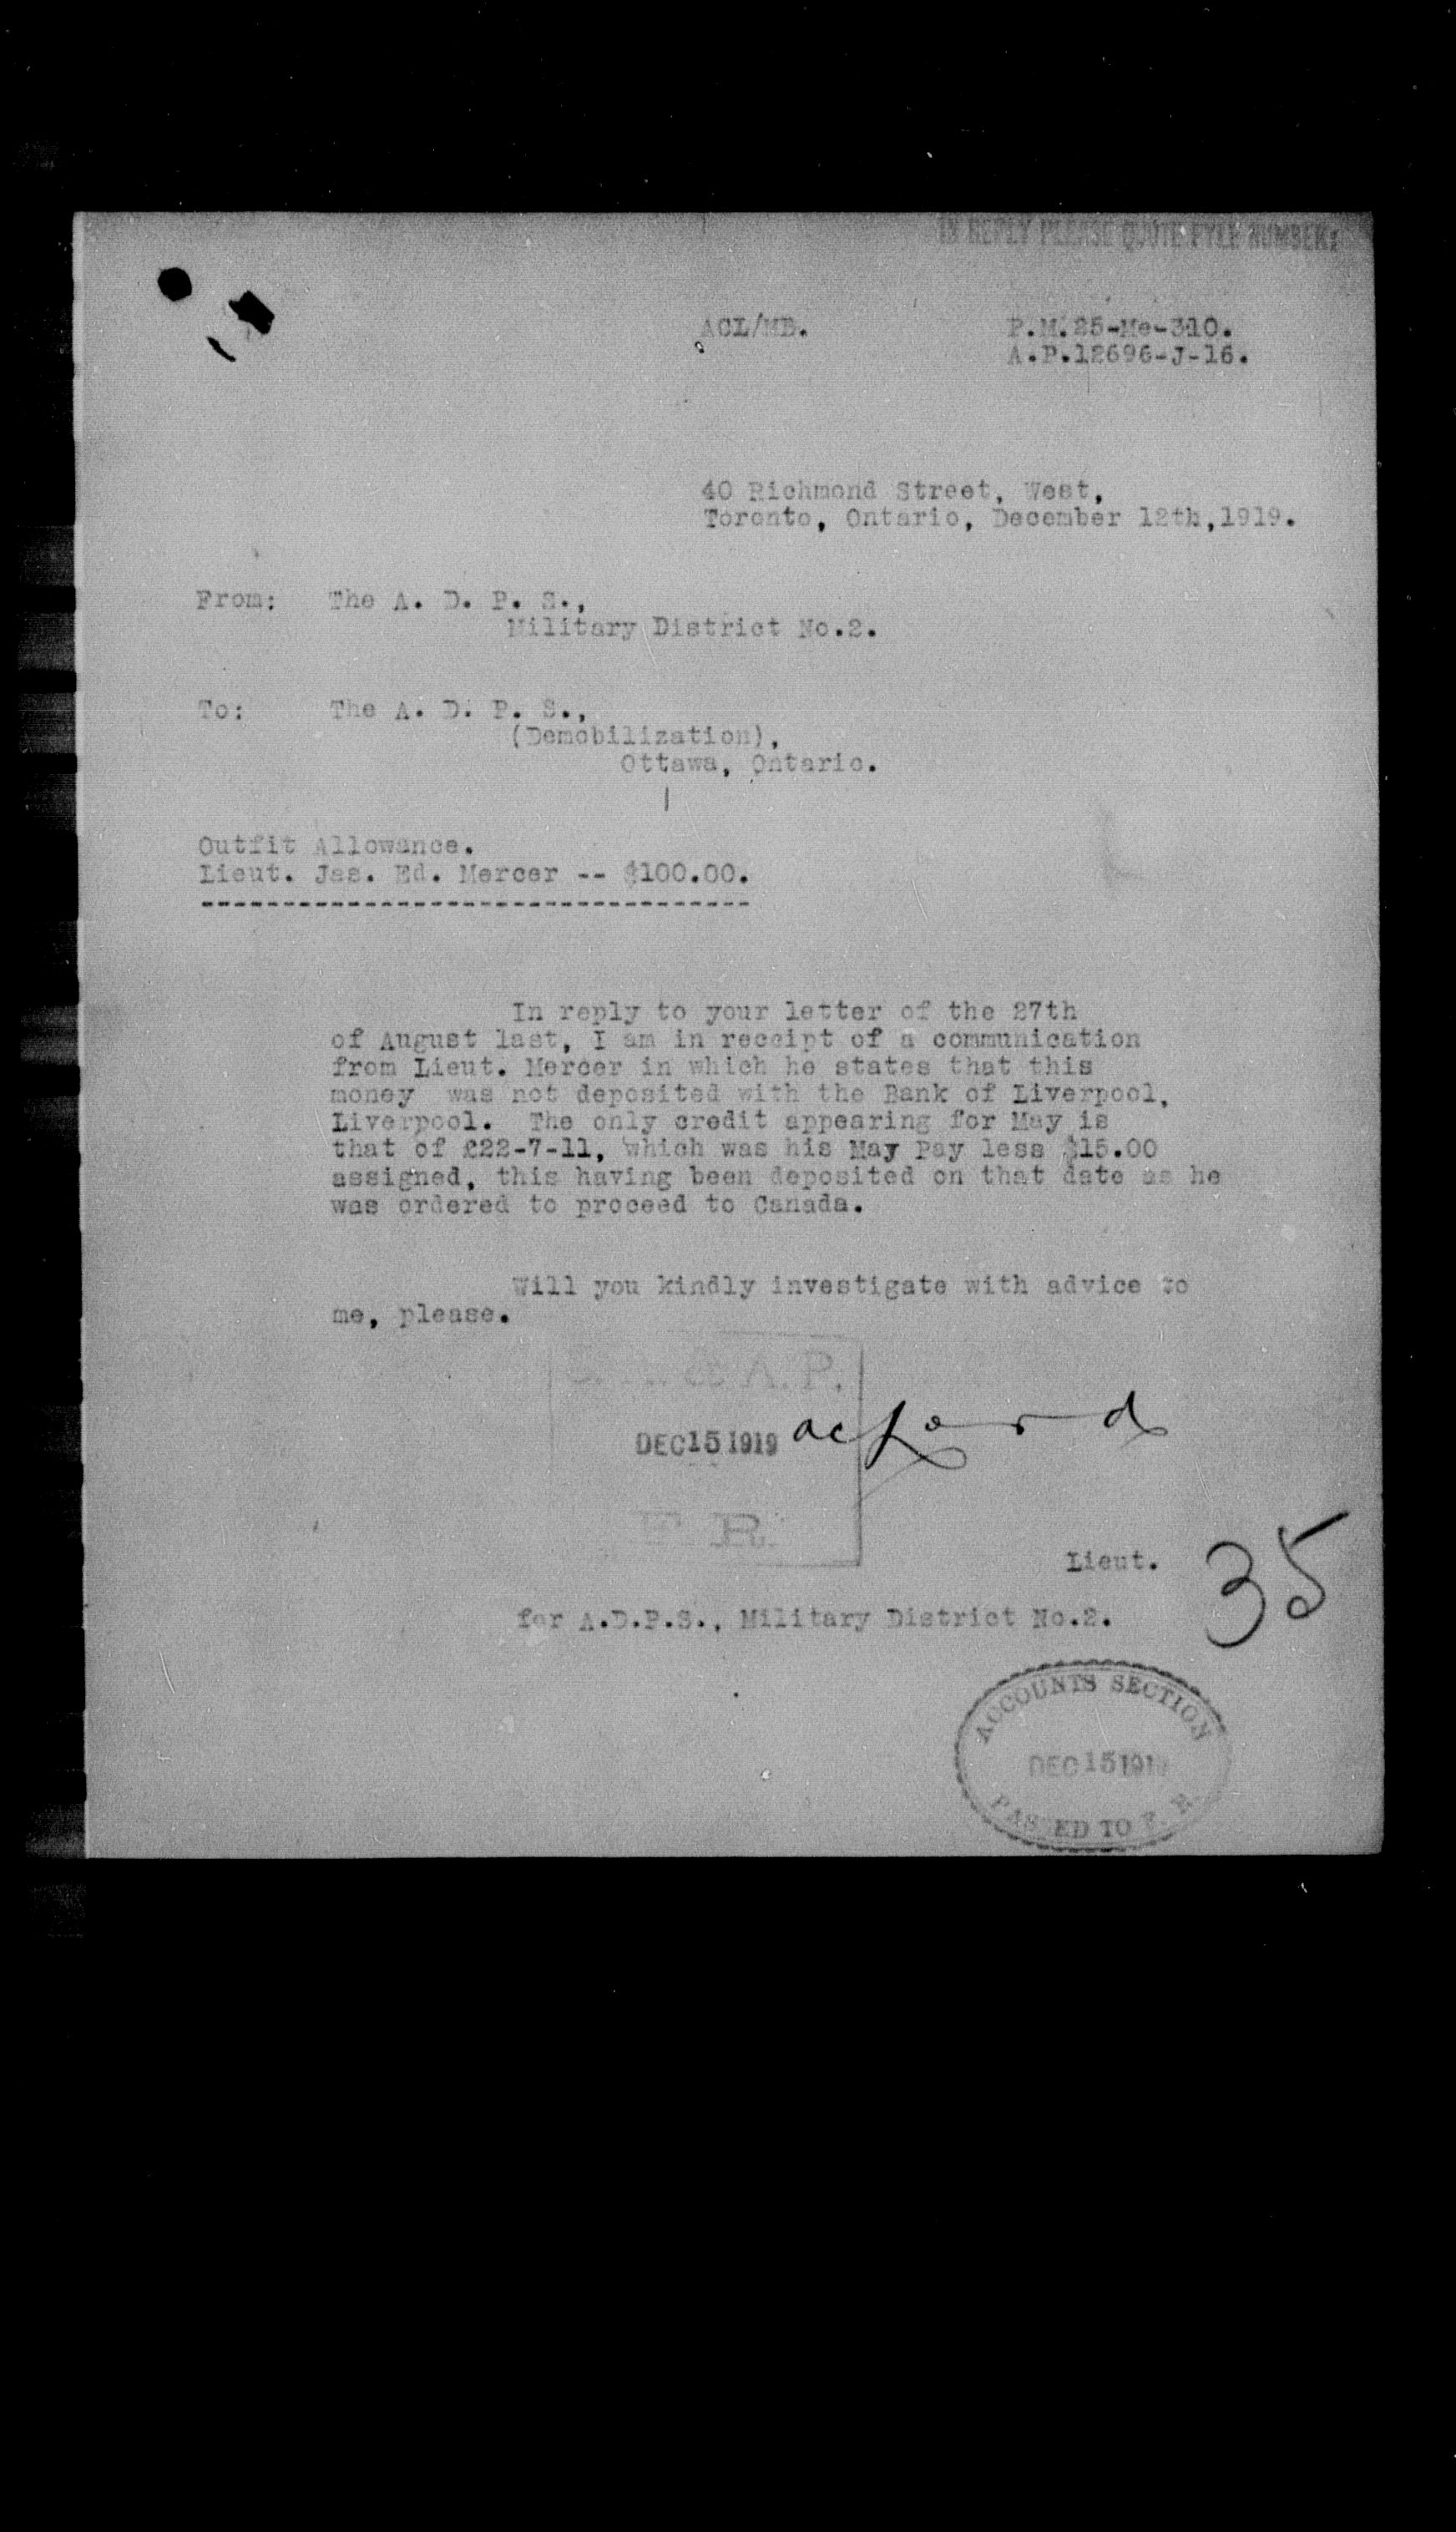 IN REPLY PLEASE QUOTE FYLE NUMBER:
ACL/MB.
P.M.25-Me-310.
A.P.12696-J-16.
40 Richmond Street, West,
Toronto, Ontario, December 12th,1919.
From: The A. D. P. S.,
Military District No.2.
To: The A. D. P. S.,
(Demobilization),
Ottawa, Ontario.
Outfit Allowance.
Lieut. Jas. Ed. Mercer -- $100.00.
----------------------------------
In reply to your letter of the 27th
of August last, I am in receipt of a communication
from Lieut. Mercer in which he states that this
money was not deposited with the Bank of Liverpool,
Liverpool. The only credit appearing for May is
that of £22-7-11, which was his May Pay less $15.00
assigned, this having been deposited on that date as he
was ordered to proceed to Canada.
Will you kindly investigate with advice to
me, please.
& A.P.
DEC 15 1919
F. R.
Lieut.
35
for A.D.P.S., Military District No.2.
ACCOUNTS SECTION
DEC 15 1919
PASSED TO F. R.